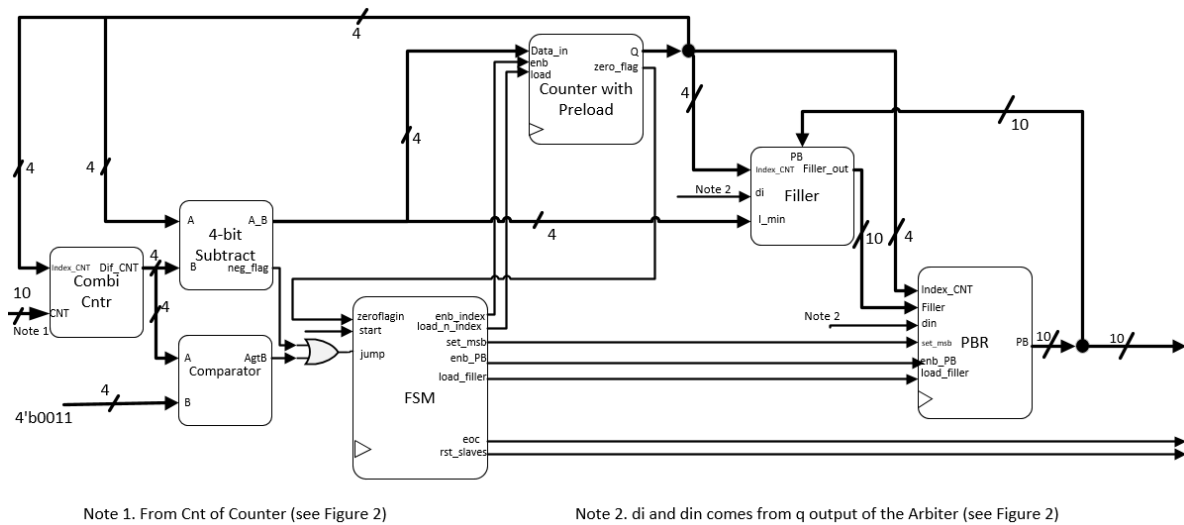 4
Data_in
Q
enb
zero_flag
load
Counter with
Preload
4
4
4
4
10
PB
Index_CNT
Filler_out
Note 2
di
Filler
I_min
A
A_B
4-bit
Subtract
B
neg_flag
4
10
4
Index_CNT
Dif_CNT
4
Combi
Cntr
10
CNT
Note 1
4
Index_CNT
Filler
Note 2
din
set_msb
PBR
PB
10
10
enb_PB
load_filler
zeroflagin
enb_index
start
load_n_index
set_msb
jump
enb_PB
load_filler
FSM
eoc
rst_slaves
A
AgtB
Comparator
B
4
4'b0011
Note 1. From Cnt of Counter (see Figure 2)
Note 2. di and din comes from q output of the Arbiter (see Figure 2)